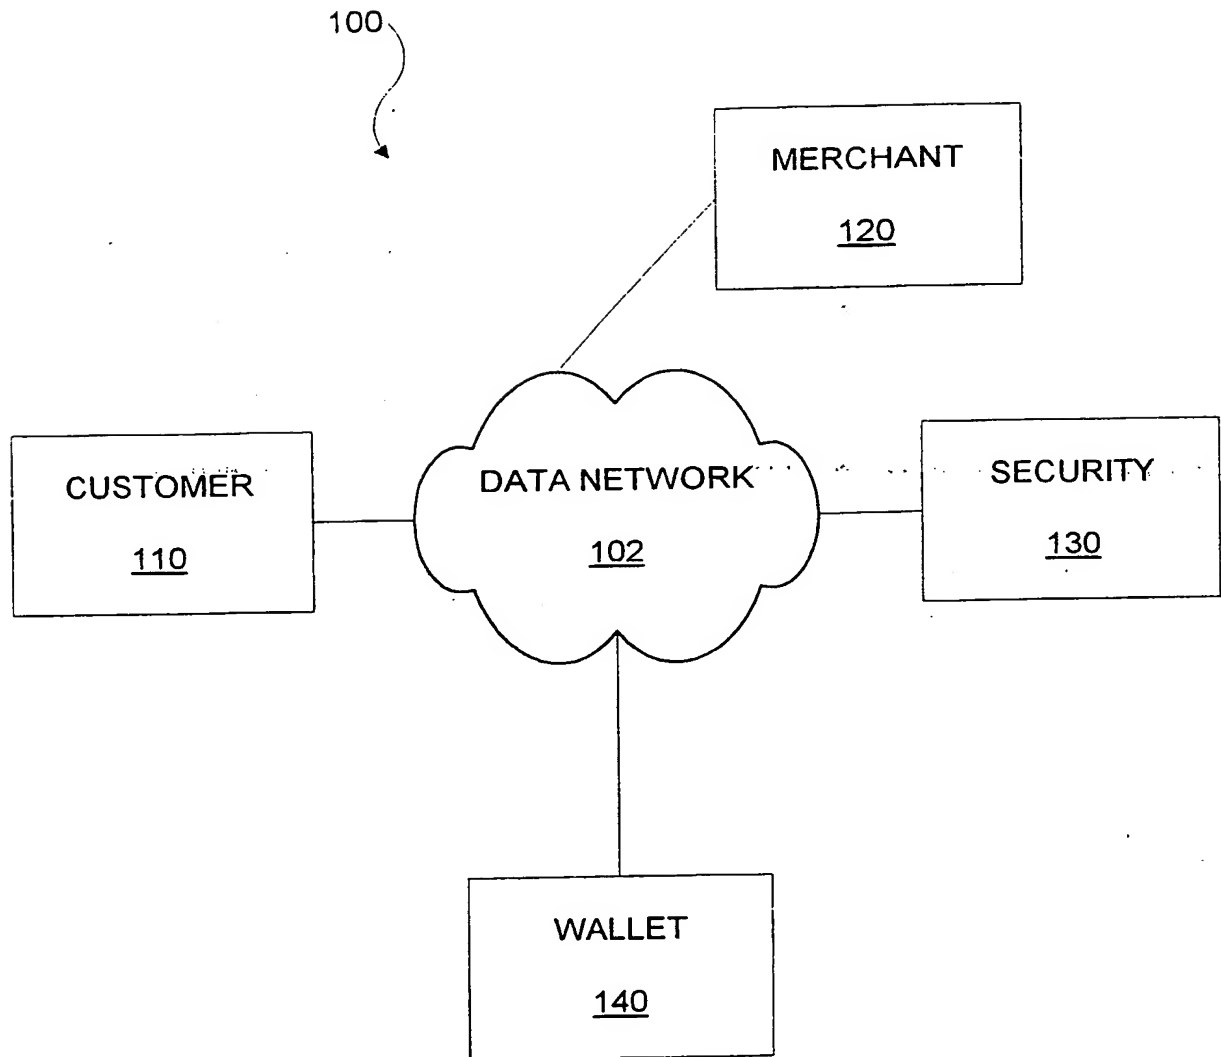 100
MERCHANT
120
CUSTOMER
110
DATA NETWORK
102
SECURITY
130
WALLET
140